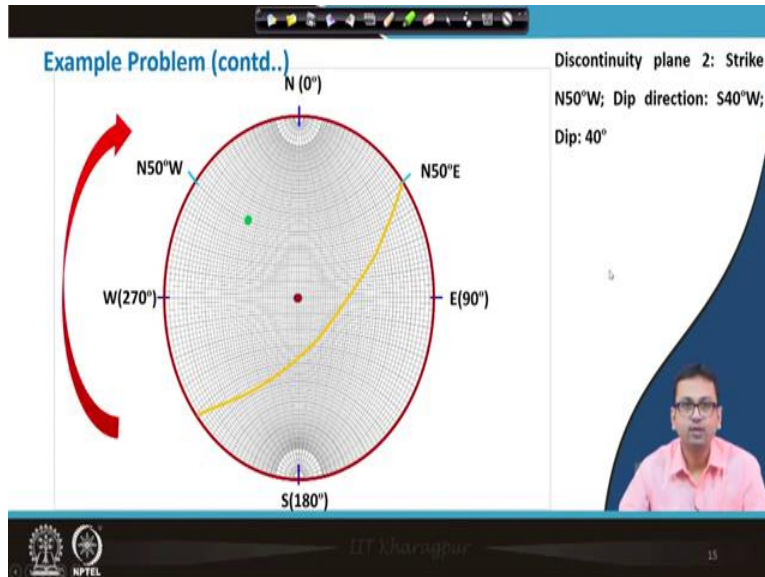 Example Problem (contd..)
Discontinuity plane 2: Strike
N50°W; Dip direction: S40°W;
Dip: 40°
N (0°)
N50°W
N50°E
W(270°)
E(90°)
S(180°)
NPTEL
IIT Kharagpur
15